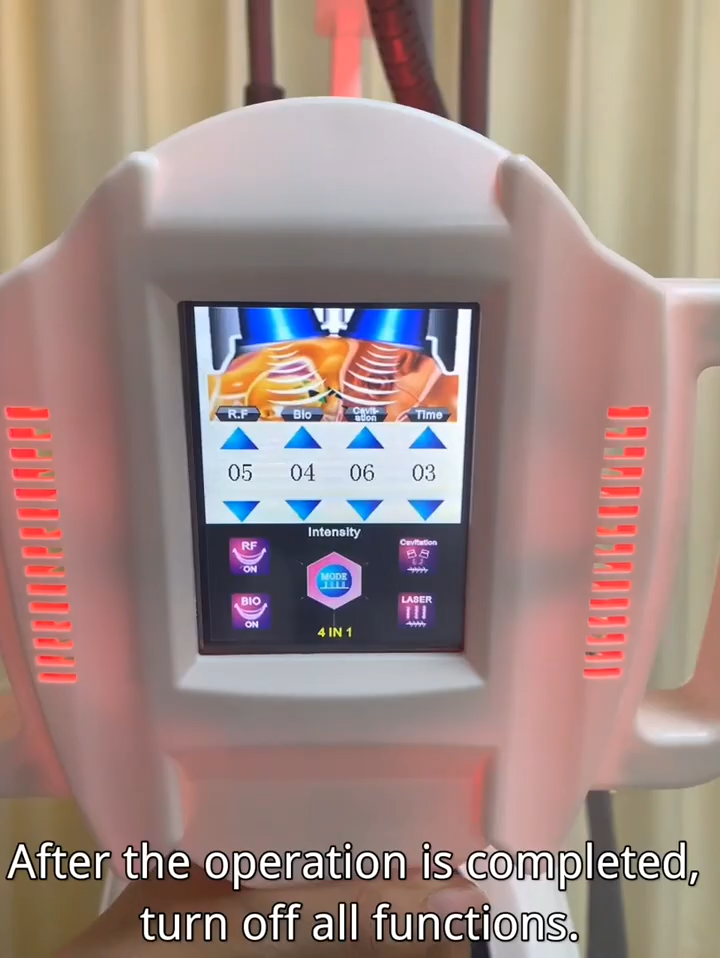 R.F Bio Cavit-ation Time
05 04 06 03
Intensity
RF
ON
Cavitation
MODE
BIO
ON
LASER
4 IN 1
After the operation is completed,
turn off all functions.